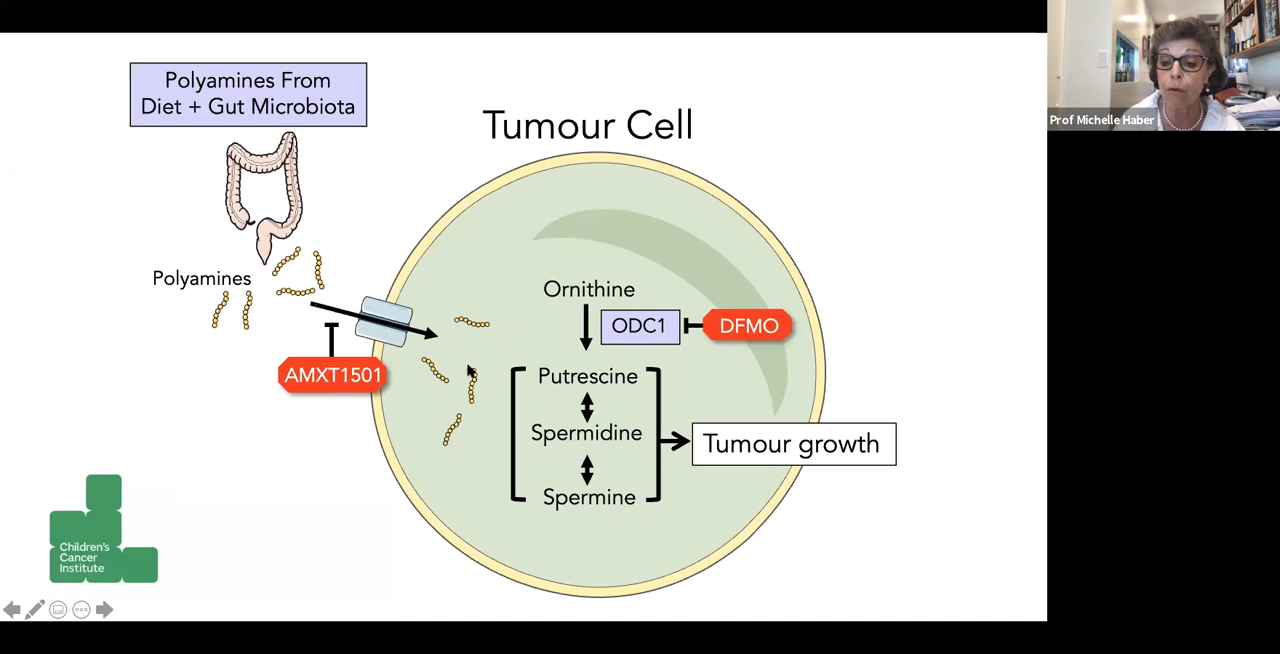 Polyamines From
Diet + Gut Microbiota
Tumour Cell
Prof Michelle Haber
Polyamines
AMXT1501
Ornithine
ODC1
DFMO
Putrescine
Spermidine
Spermine
Tumour growth
Children's
Cancer
Institute